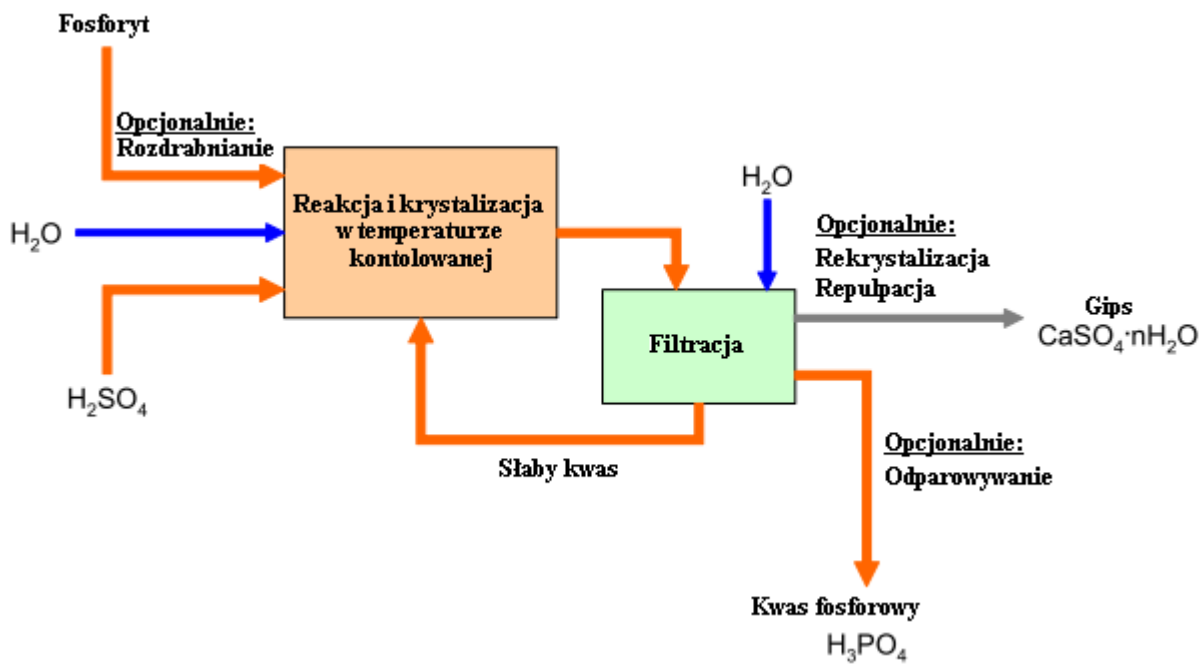 Fosforyt
Opcjonalnie:
Rozdrabnianie
H₂O
H₂SO₄
Reakcja i krystalizacja
w temperaturze
kontolowanej
H₂O
Opcjonalnie:
Rekrystalizacja
Repulpacja
Filtracja
Gips
CaSO₄·nH₂O
Słaby kwas
Opcjonalnie:
Odparowywanie
Kwas fosforowy
H₃PO₄